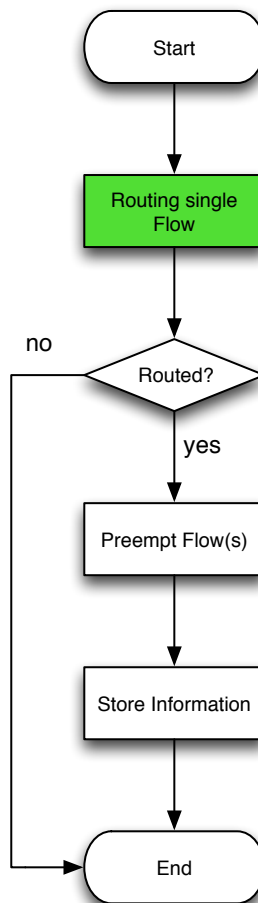 Start
Routing single
Flow
no
Routed?
yes
Preempt Flow(s)
Store Information
End